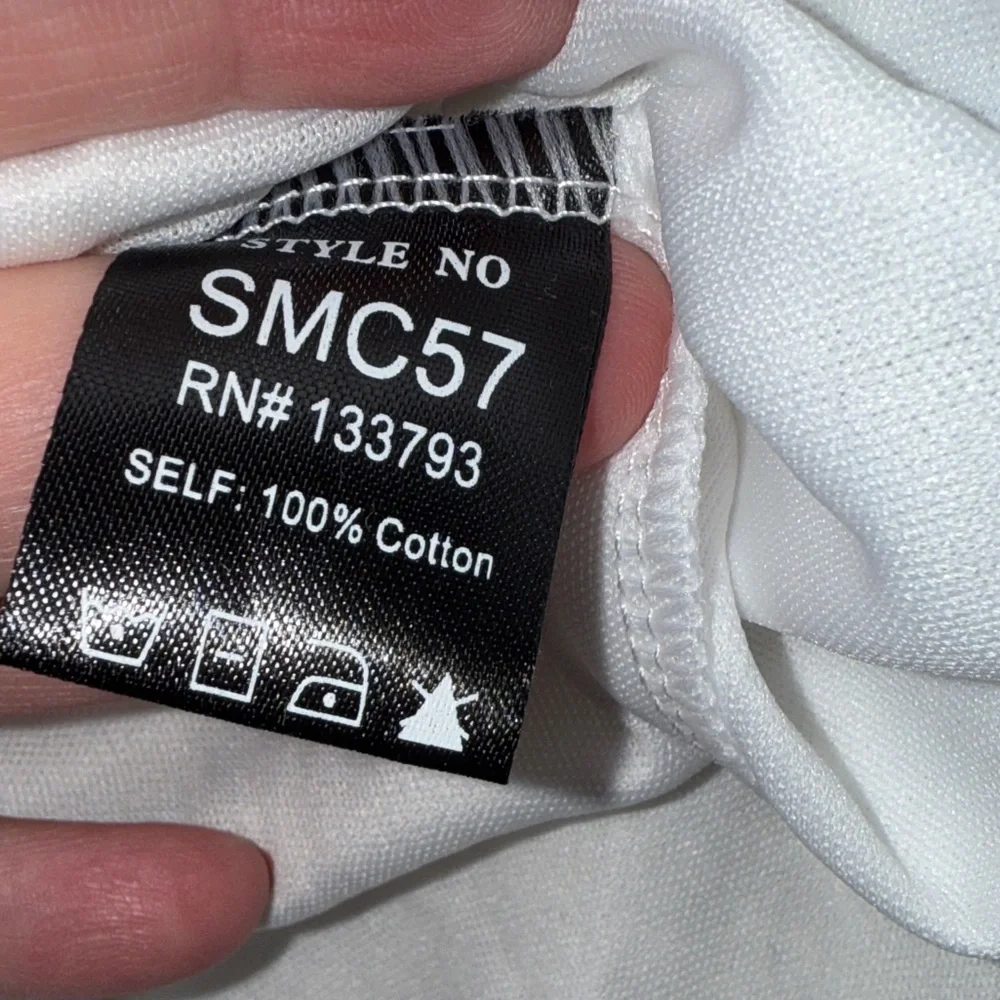 STYLE NO
SMC57
RN# 133793
SELF: 100% Cotton